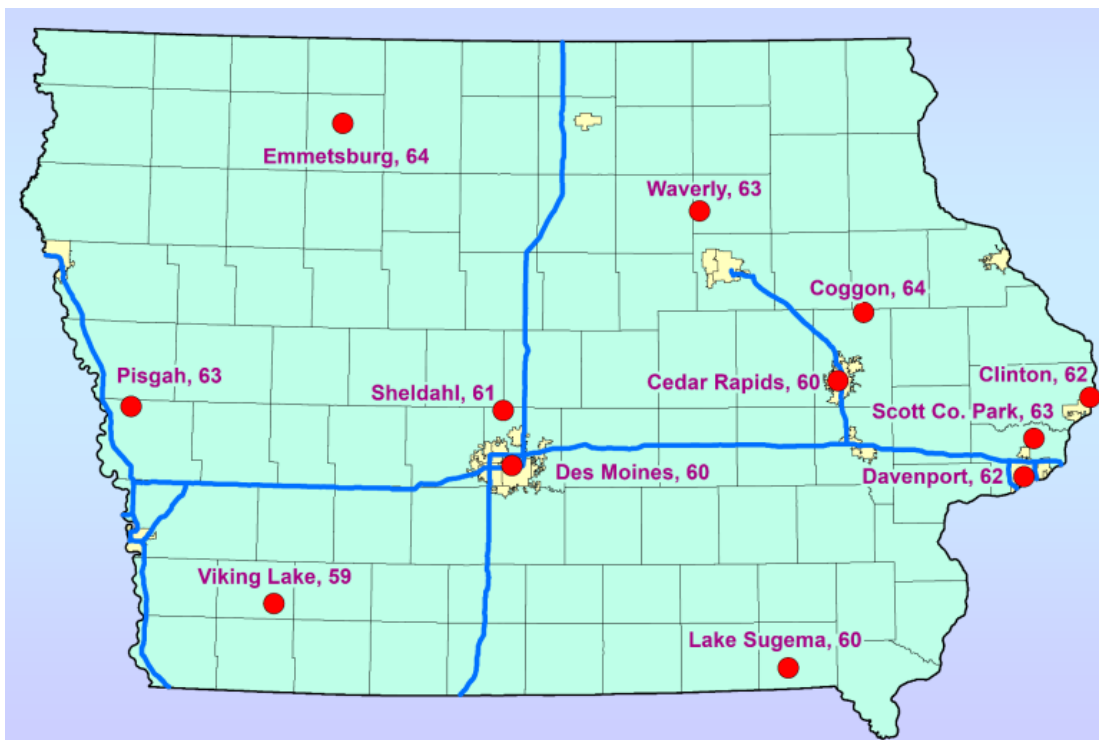 Emmetsburg, 64
Waverly, 63
Coggon, 64
Pisgah, 63
Sheldahl, 61
Cedar Rapids, 60
Clinton, 62
Scott Co. Park, 63
Des Moines, 60
Davenport, 62
Viking Lake, 59
Lake Sugema, 60